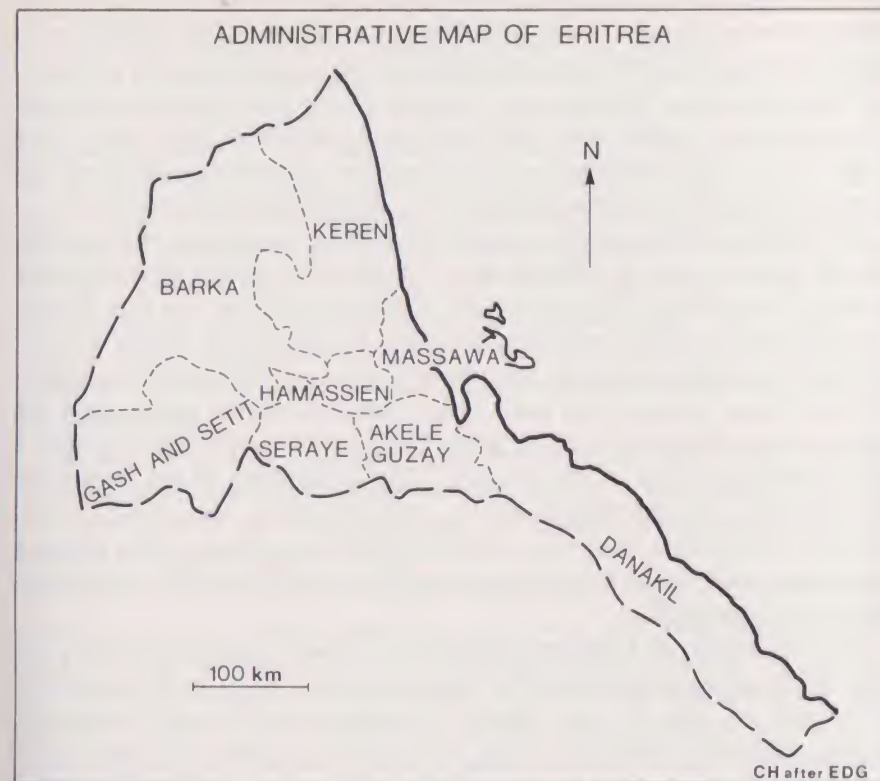 ADMINISTRATIVE MAP OF ERITREA
N
KEREN
BARKA
MASSAWA
HAMASSIEN
GASH AND SETIT
SERAYE
AKELE
GUZAY
DANAKIL
100 km
CH after EDG